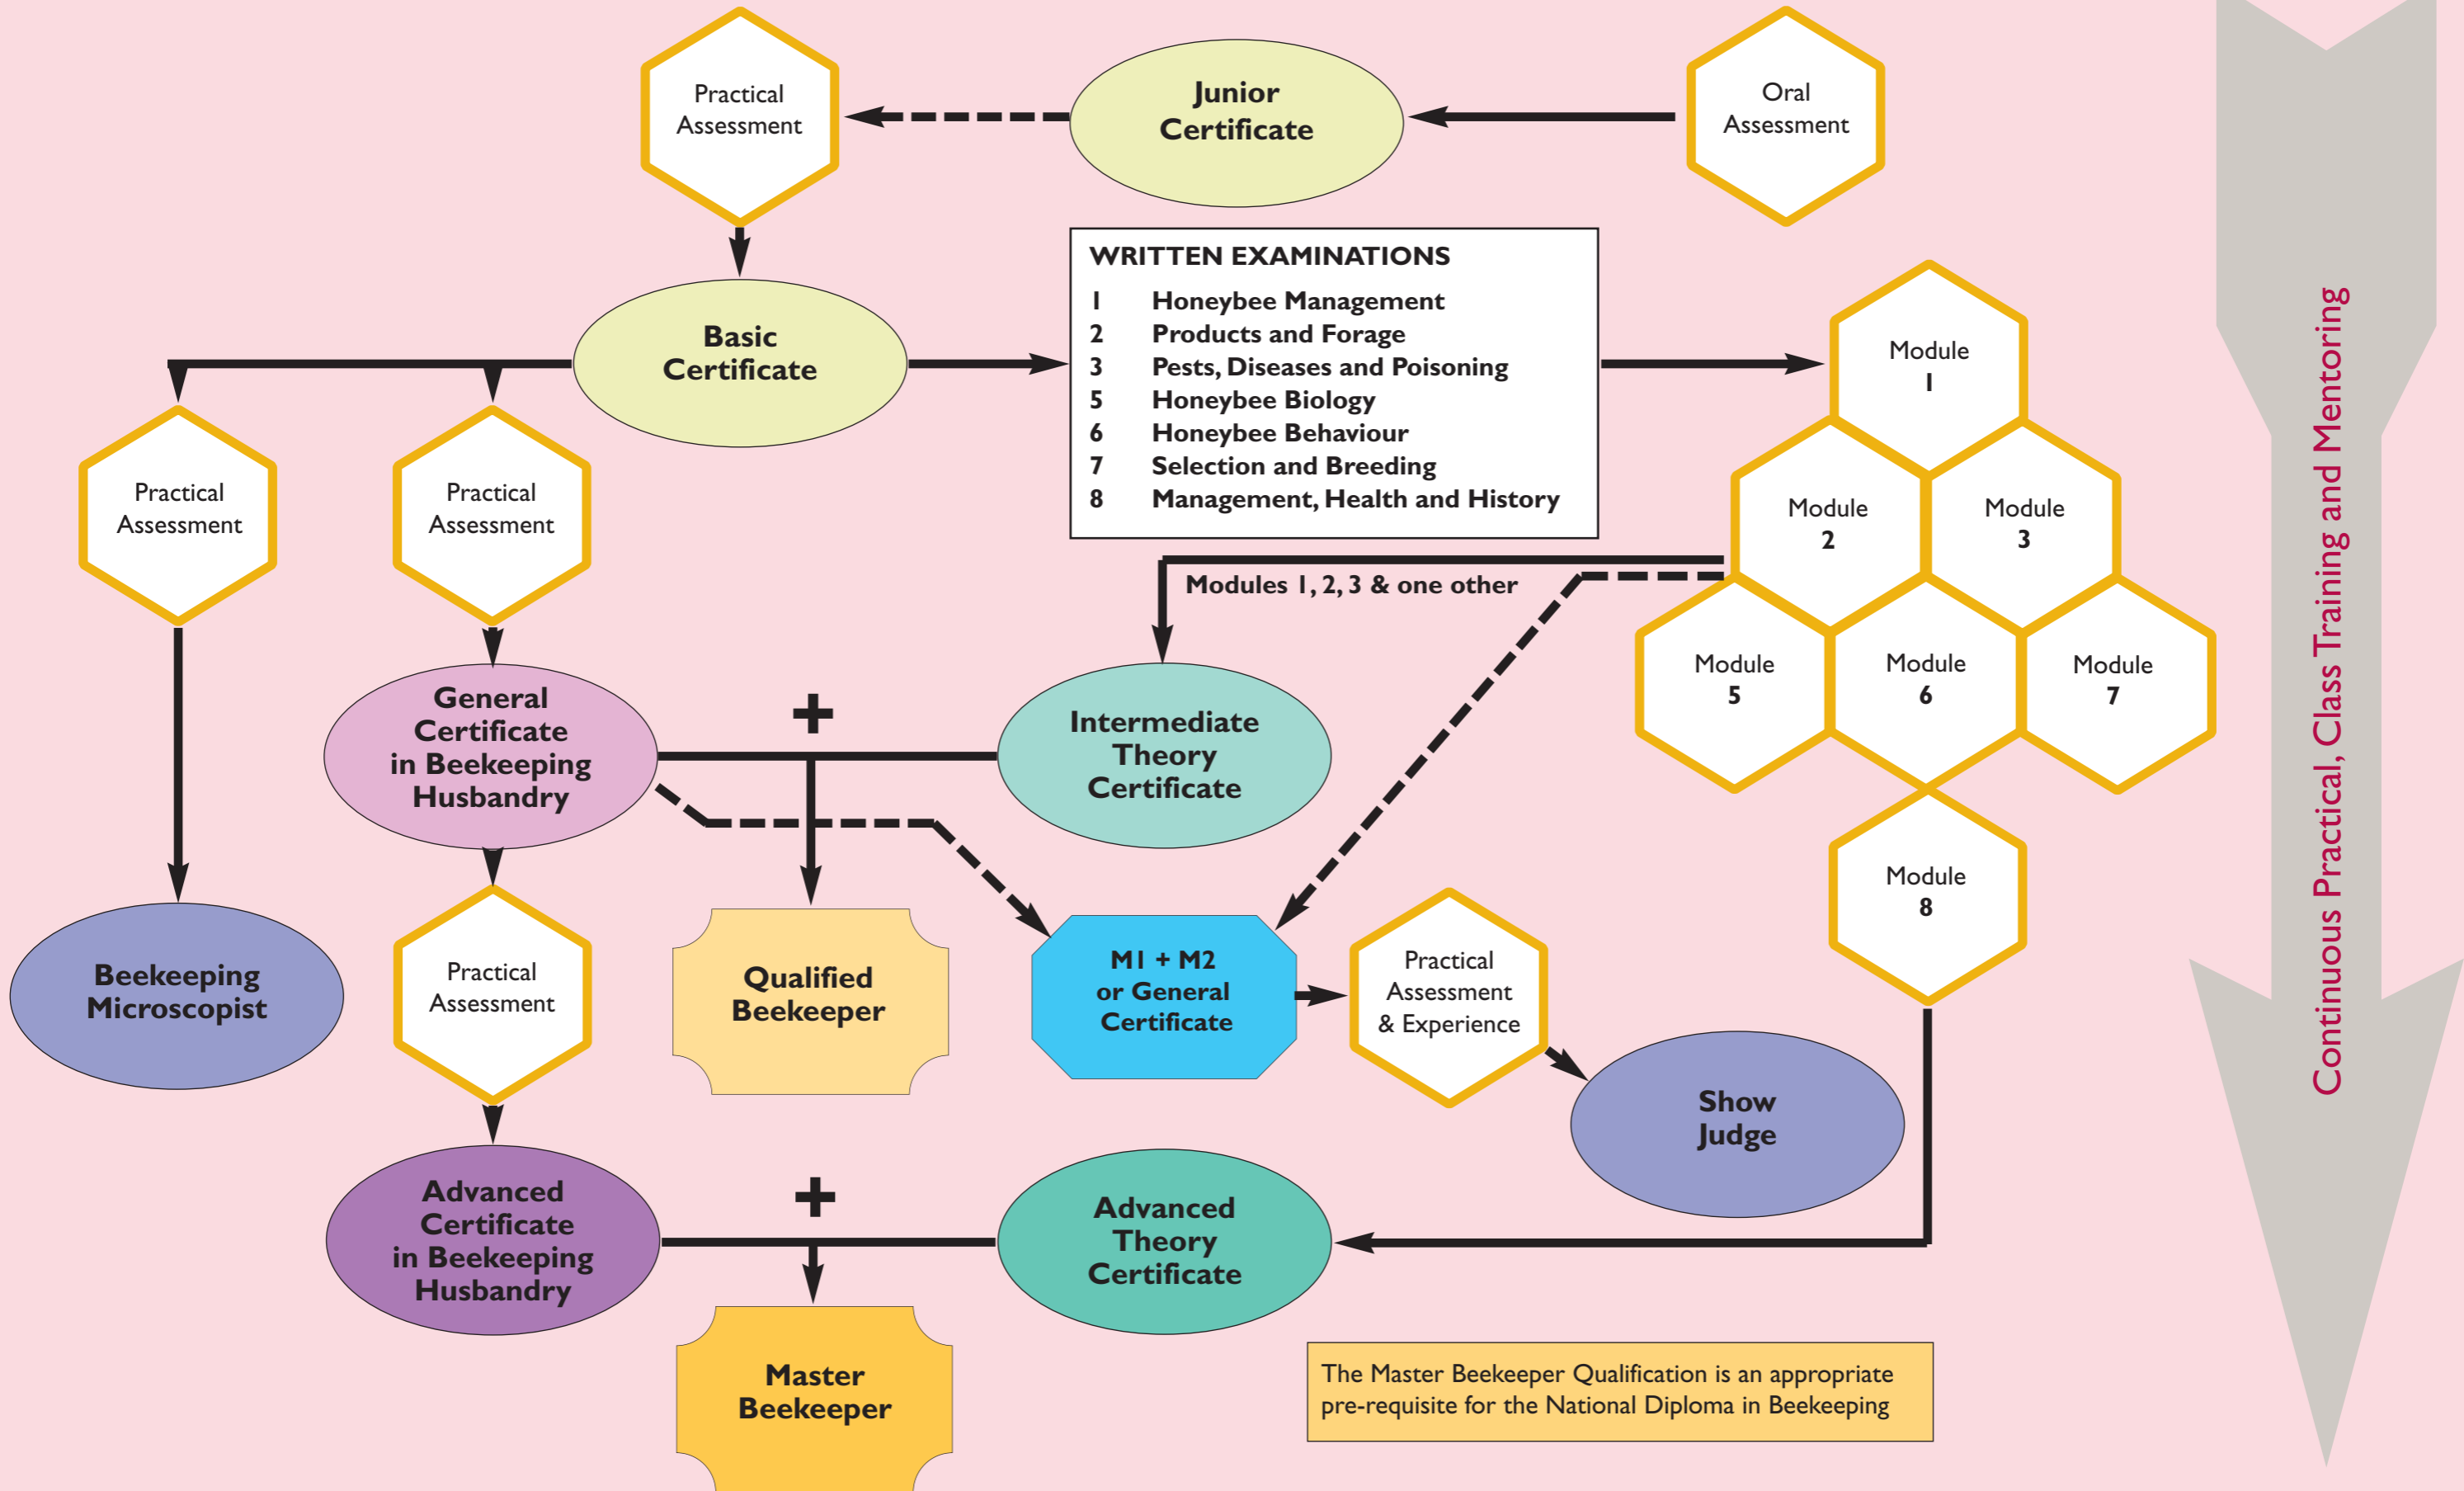 Practical
Assessment
Junior
Certificate
Oral
Assessment
Basic
Certificate
WRITTEN EXAMINATIONS
1 Honeybee Management
2 Products and Forage
3 Pests, Diseases and Poisoning
5 Honeybee Biology
6 Honeybee Behaviour
7 Selection and Breeding
8 Management, Health and History
Module
1
Module
2
Module
3
Module
5
Module
6
Module
7
Module
8
Practical
Assessment
Practical
Assessment
Modules 1, 2, 3 & one other
General
Certificate
in Beekeeping
Husbandry
+
Intermediate
Theory
Certificate
Beekeeping
Microscopist
Practical
Assessment
Qualified
Beekeeper
M1 + M2
or General
Certificate
Practical
Assessment
& Experience
Show
Judge
Advanced
Certificate
in Beekeeping
Husbandry
+
Advanced
Theory
Certificate
Master
Beekeeper
The Master Beekeeper Qualification is an appropriate
pre-requisite for the National Diploma in Beekeeping
Continuous Practical, Class Training and Mentoring